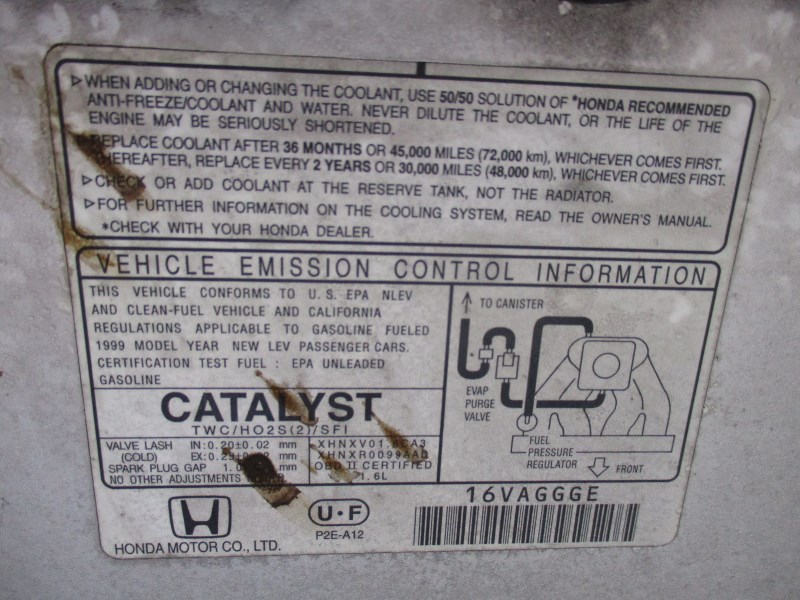 ▷WHEN ADDING OR CHANGING THE COOLANT, USE 50/50 SOLUTION OF *HONDA RECOMMENDED
ANTI-FREEZE/COOLANT AND WATER. NEVER DILUTE THE COOLANT, OR THE LIFE OF THE
ENGINE MAY BE SERIOUSLY SHORTENED.
REPLACE COOLANT AFTER 36 MONTHS OR 45,000 MILES (72,000 km), WHICHEVER COMES FIRST.
THEREAFTER, REPLACE EVERY 2 YEARS OR 30,000 MILES (48,000 km), WHICHEVER COMES FIRST.
▷CHECK OR ADD COOLANT AT THE RESERVE TANK, NOT THE RADIATOR.
▷FOR FURTHER INFORMATION ON THE COOLING SYSTEM, READ THE OWNER'S MANUAL.
*CHECK WITH YOUR HONDA DEALER.
VEHICLE EMISSION CONTROL INFORMATION
THIS VEHICLE CONFORMS TO U.S. EPA NLEV
AND CLEAN-FUEL VEHICLE AND CALIFORNIA
REGULATIONS APPLICABLE TO GASOLINE FUELED
1999 MODEL YEAR NEW LEV PASSENGER CARS.
CERTIFICATION TEST FUEL : EPA UNLEADED
GASOLINE
CATALYST
TWC/HO2S(2)/SFI
VALVE LASH IN:0.20±0.02 mm
(COLD) EX: mm
SPARK PLUG GAP mm
NO OTHER ADJUSTMENTS
OBD II CERTIFIED
1.6L
TO CANISTER
EVAP
PURGE
VALVE
FUEL
PRESSURE
REGULATOR
FRONT
16VAGGGE
HONDA MOTOR CO., LTD.
U·F
P2E-A12